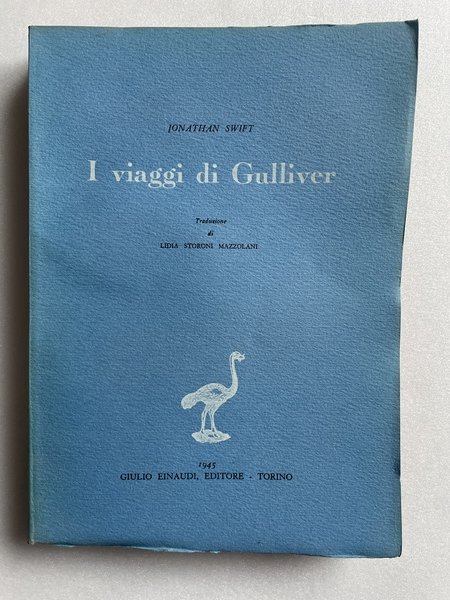 JONATHAN SWIFT
I viaggi di Gulliver
Traduzione
di
LIDIA STORONI MAZZOLANI
1945
GIULIO EINAUDI, EDITORE - TORINO